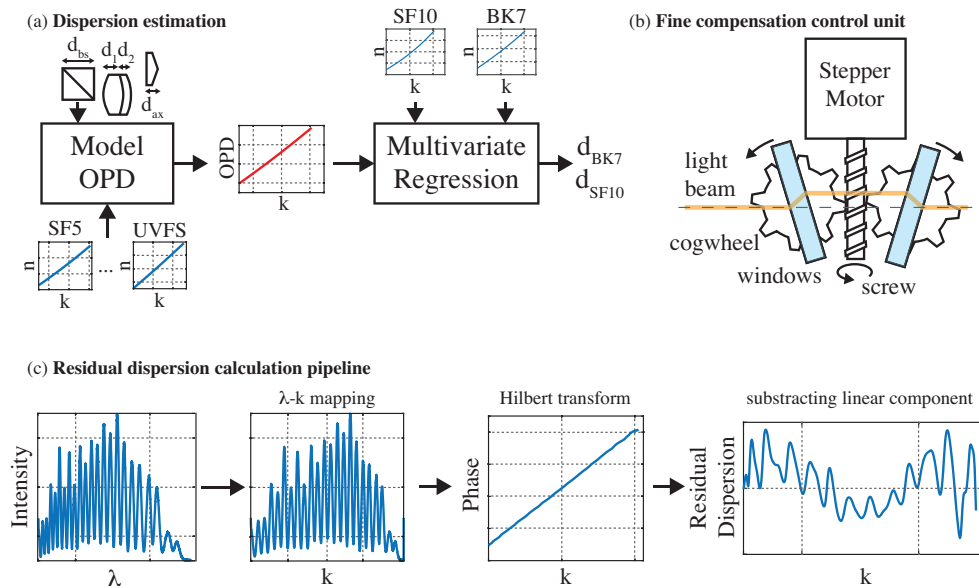 (a) Dispersion estimation
d_bs
d_1 d_2
d_ax
Model
OPD
SF5
UVFS
n
...
n
k
k
OPD
k
SF10
BK7
n
n
k
k
Multivariate
Regression
d_BK7
d_SF10
(b) Fine compensation control unit
Stepper
Motor
light
beam
cogwheel
windows
screw
(c) Residual dispersion calculation pipeline
Intensity
λ
λ-k mapping
k
Hilbert transform
Phase
k
substracting linear component
Residual
Dispersion
k